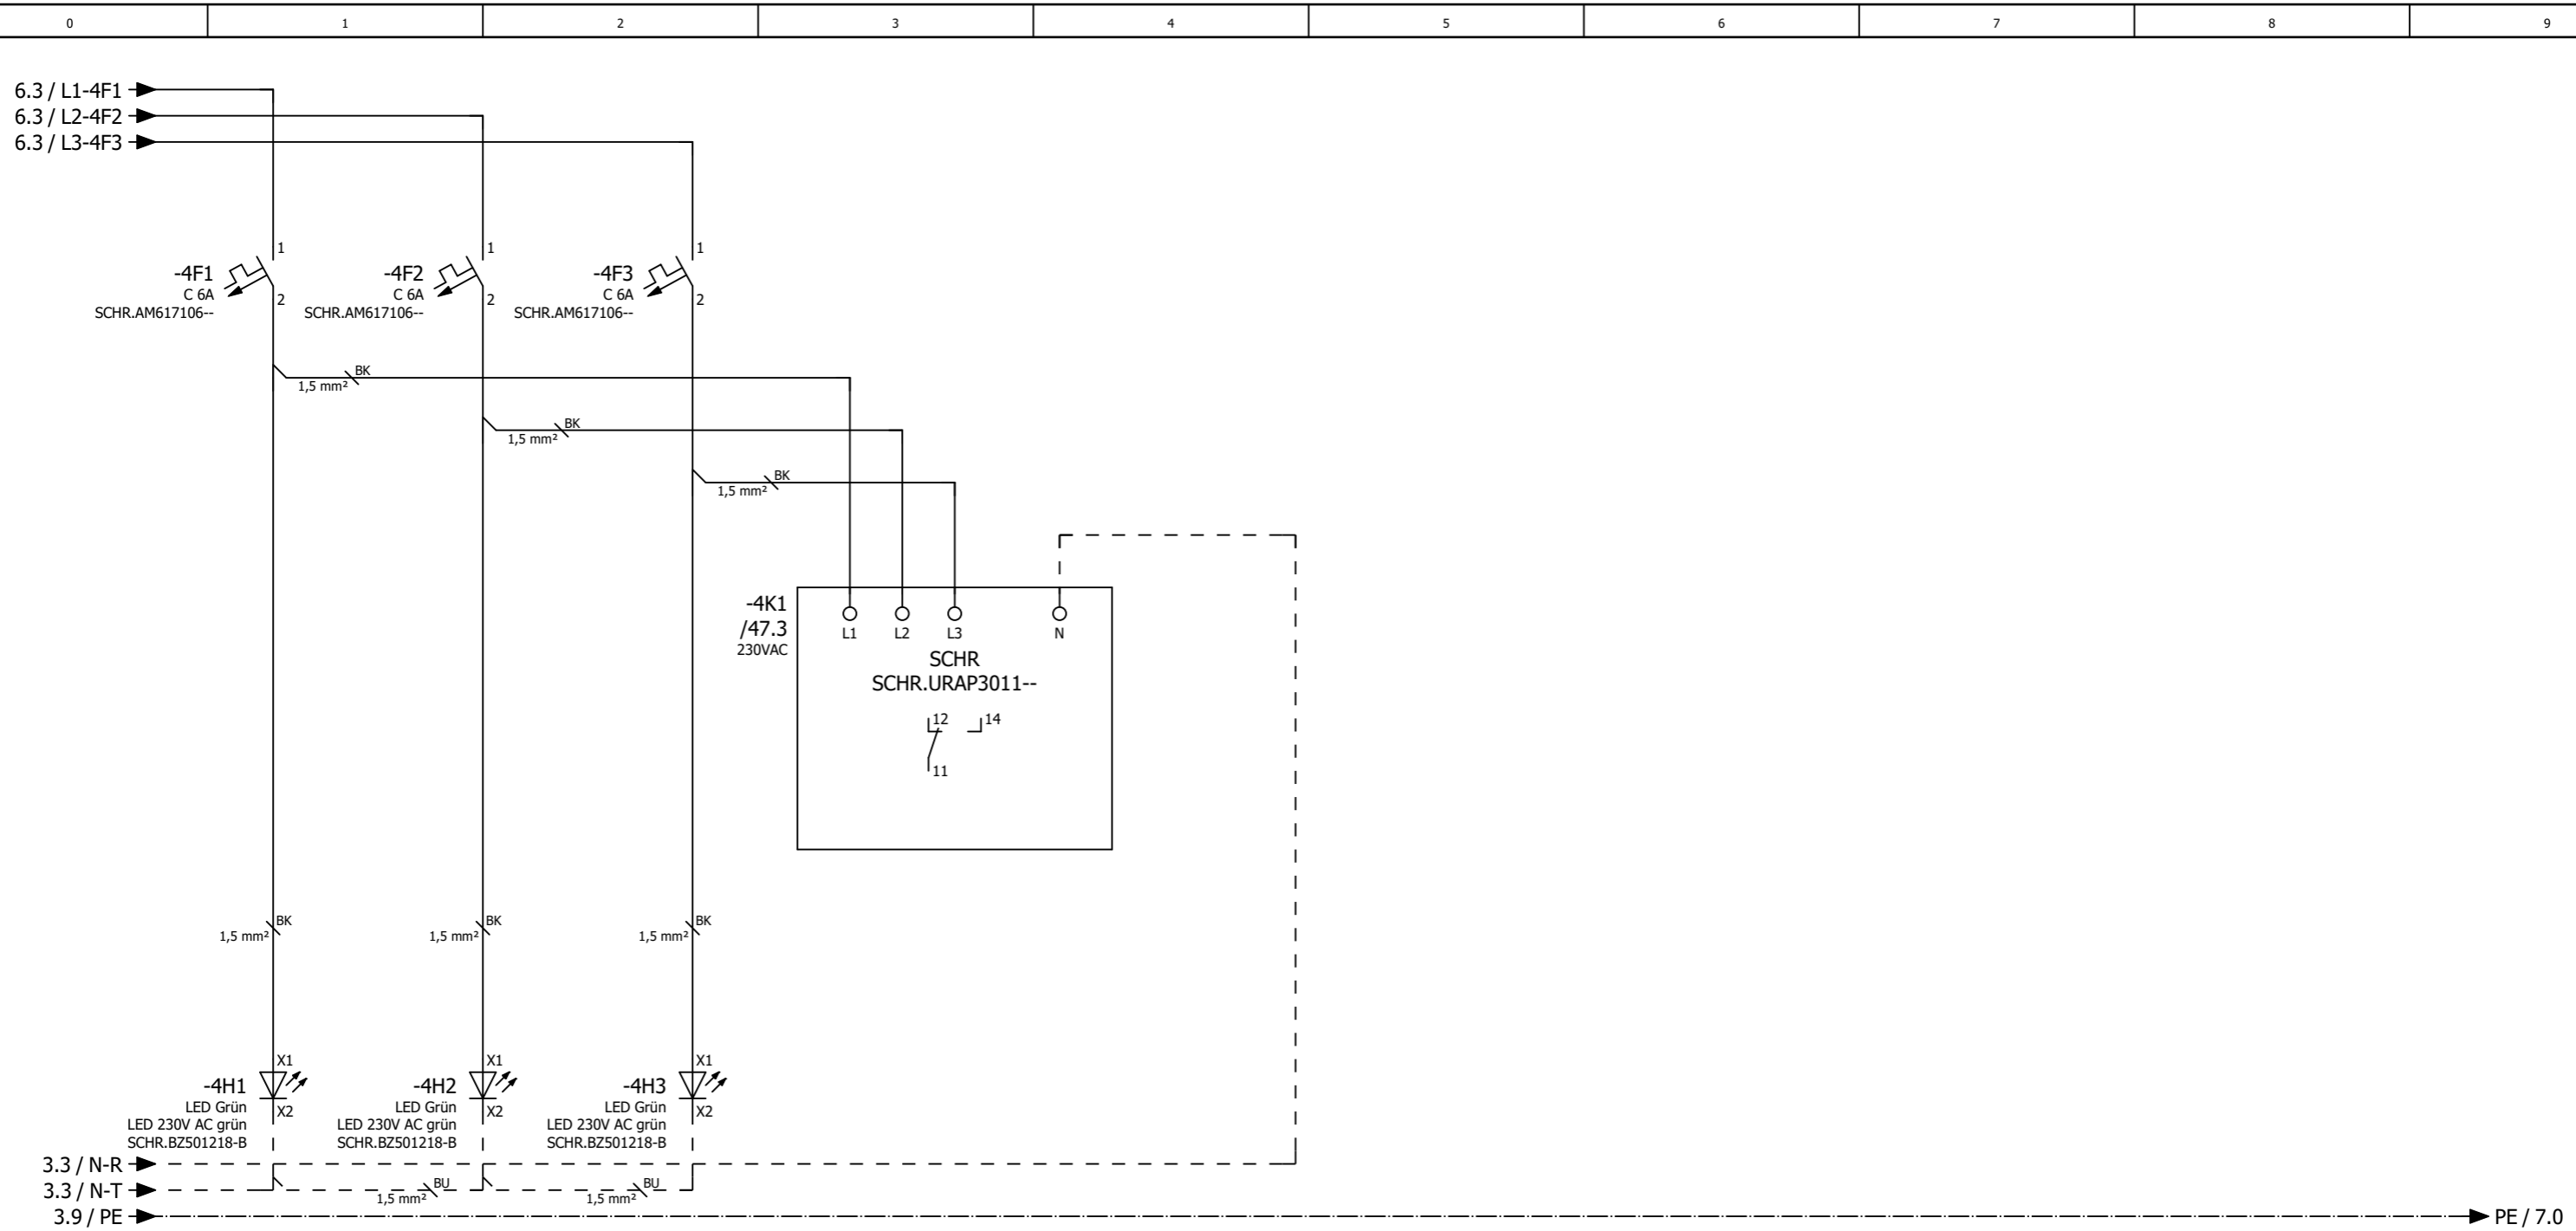 0 1 2 3 4 5 6 7 8 9
6.3 / L1-4F1
6.3 / L2-4F2
6.3 / L3-4F3
1 1 1
-4F1 -4F2 -4F3
C 6A C 6A C 6A
2 2 2
SCHR.AM617106-- SCHR.AM617106-- SCHR.AM617106--
BK
1,5 mm²
BK
1,5 mm²
BK
1,5 mm²
-4K1
/47.3
230VAC
L1 L2 L3 N
SCHR
SCHR.URAP3011--
12 14
11
BK BK BK
1,5 mm² 1,5 mm² 1,5 mm²
X1 X1 X1
-4H1 -4H2 -4H3
LED Grün LED Grün LED Grün
X2 X2 X2
LED 230V AC grün LED 230V AC grün LED 230V AC grün
SCHR.BZ501218-B SCHR.BZ501218-B SCHR.BZ501218-B
3.3 / N-R
3.3 / N-T
BU BU
1,5 mm² 1,5 mm²
3.9 / PE PE / 7.0